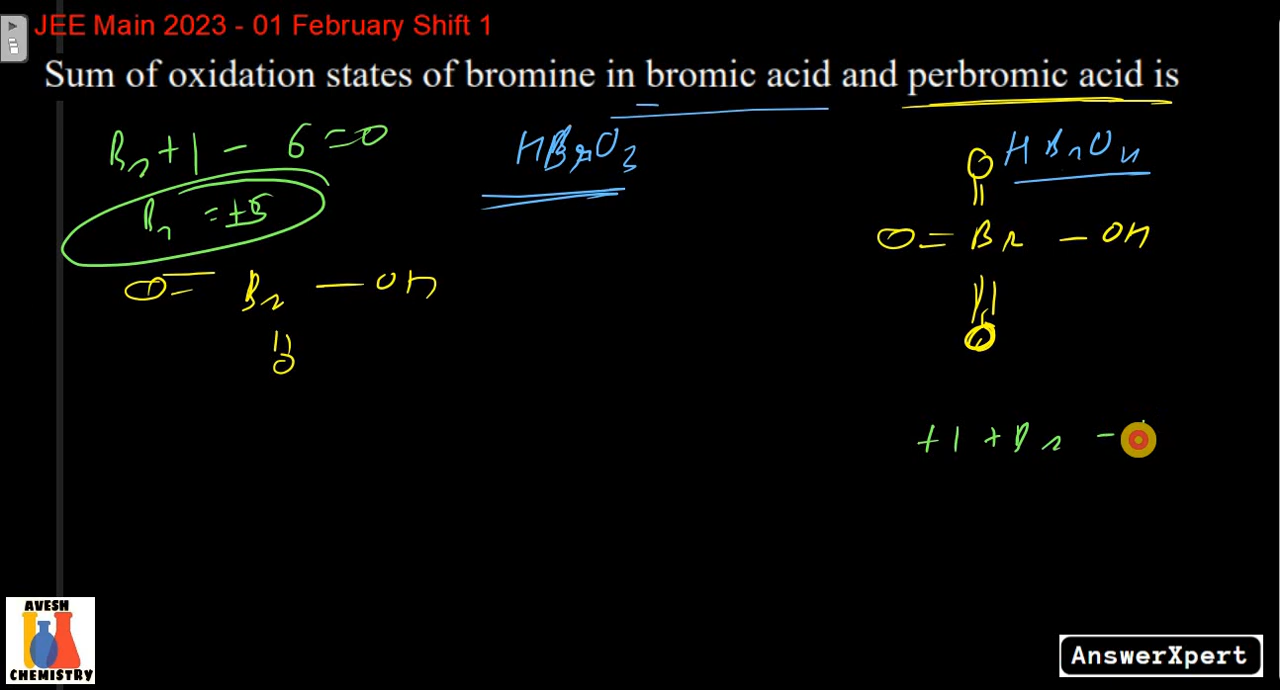 JEE Main 2023 - 01 February Shift 1
Sum of oxidation states of bromine in bromic acid and perbromic acid is
Br + 1 - 6 = 0
HBrO3
HBrO4
Br = +5
O
O = Br - OH
O = Br - OH
O
O
+1 + Br -
AVESH
CHEMISTRY
AnswerXpert